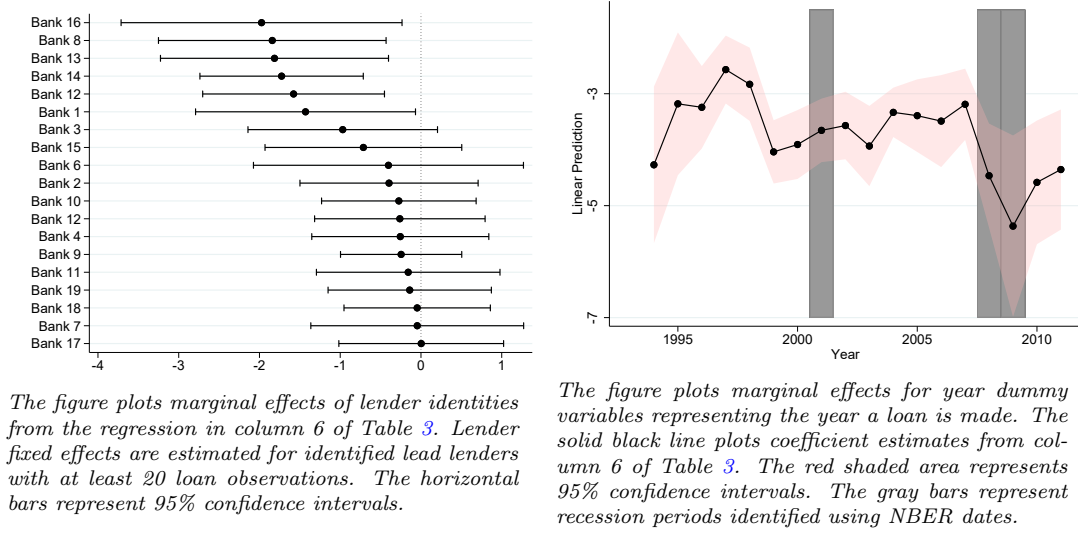 Bank 16
Bank 8
Bank 13
Bank 14
Bank 12
Bank 1
Bank 3
Bank 15
Bank 6
Bank 2
Bank 10
Bank 12
Bank 4
Bank 9
Bank 11
Bank 19
Bank 18
Bank 7
Bank 17
-4 -3 -2 -1 0 1
The figure plots marginal effects of lender identities
from the regression in column 6 of Table 3. Lender
fixed effects are estimated for identified lead lenders
with at least 20 loan observations. The horizontal
bars represent 95% confidence intervals.
Linear Prediction
-3
-5
-7
1995 2000 2005 2010
Year
The figure plots marginal effects for year dummy
variables representing the year a loan is made. The
solid black line plots coefficient estimates from col-
umn 6 of Table 3. The red shaded area represents
95% confidence intervals. The gray bars represent
recession periods identified using NBER dates.